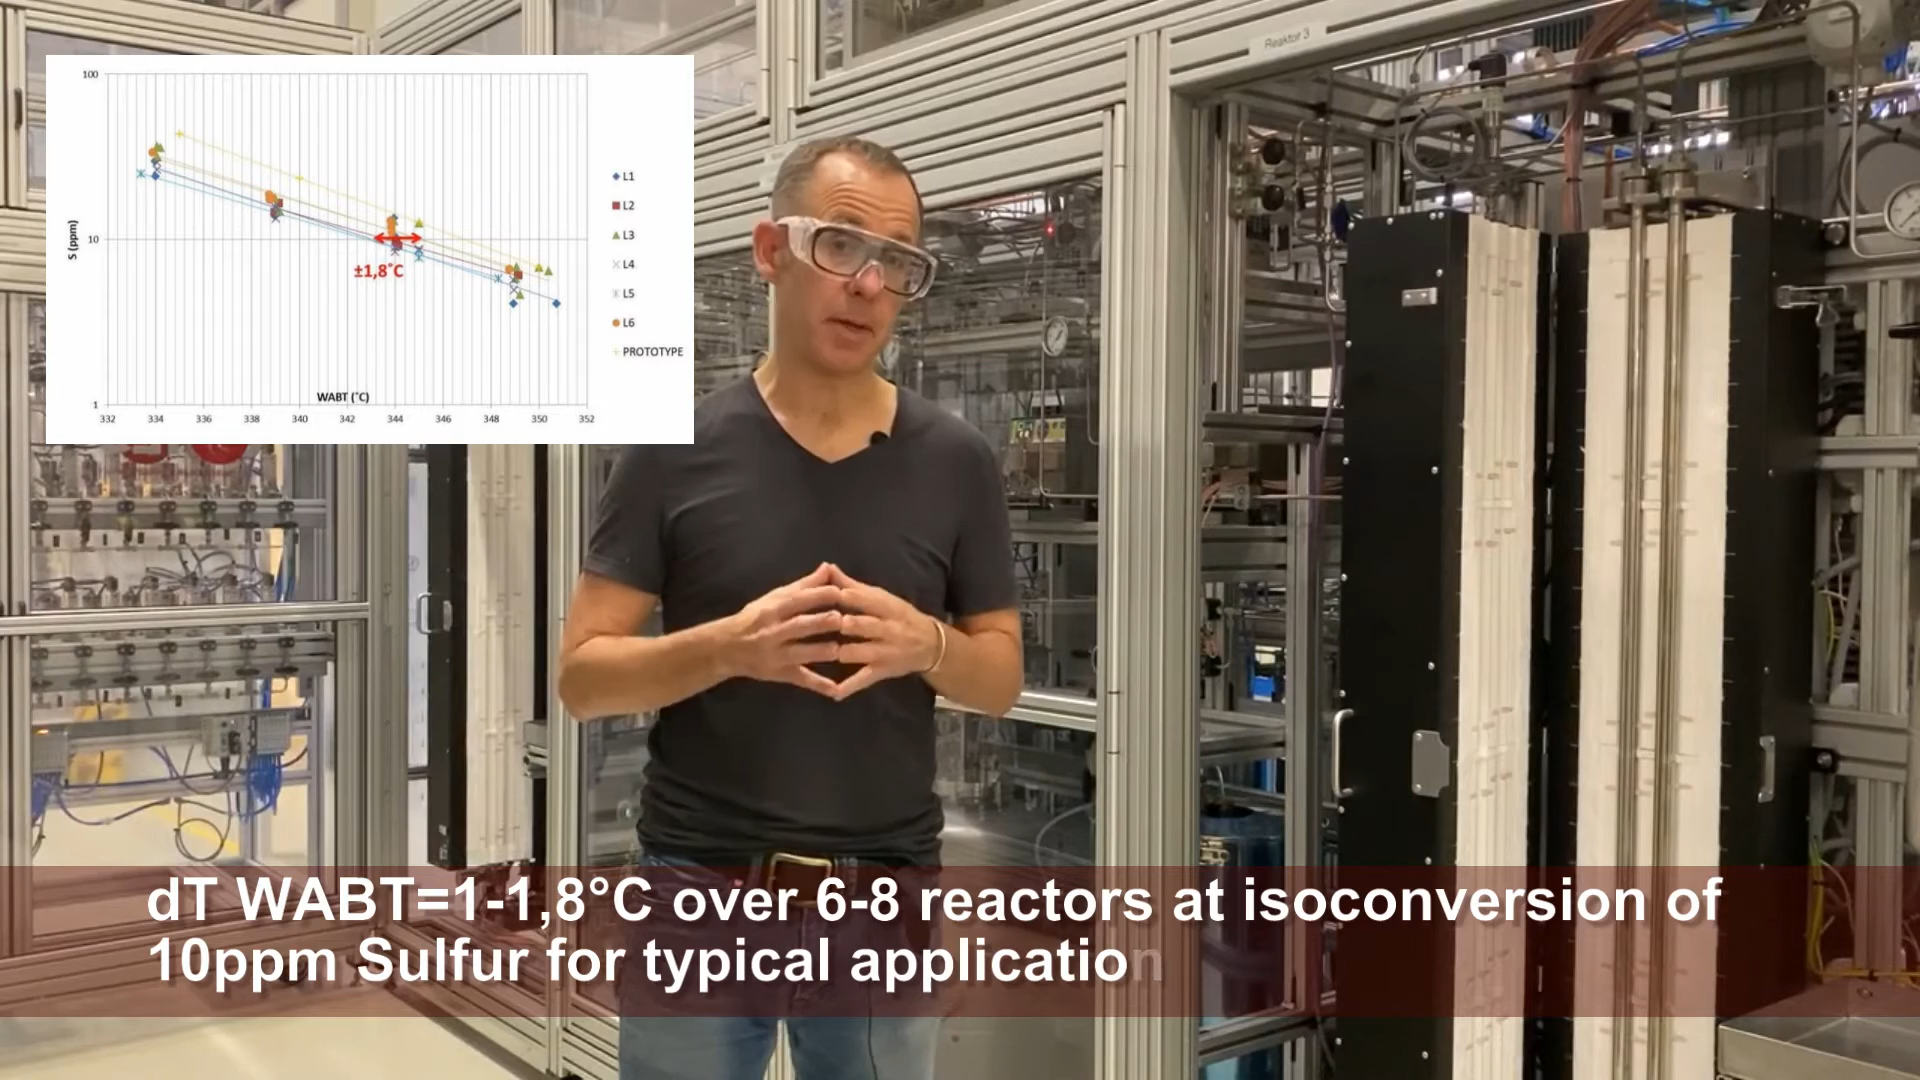 Reaktor 3
100
10
1
S (ppm)
±1,8°C
WABT (°C)
332 334 336 338 340 342 344 346 348 350 352
L1
L2
L3
L4
L5
L6
PROTOTYPE
dT WABT=1-1,8°C over 6-8 reactors at isoconversion of
10ppm Sulfur for typical application